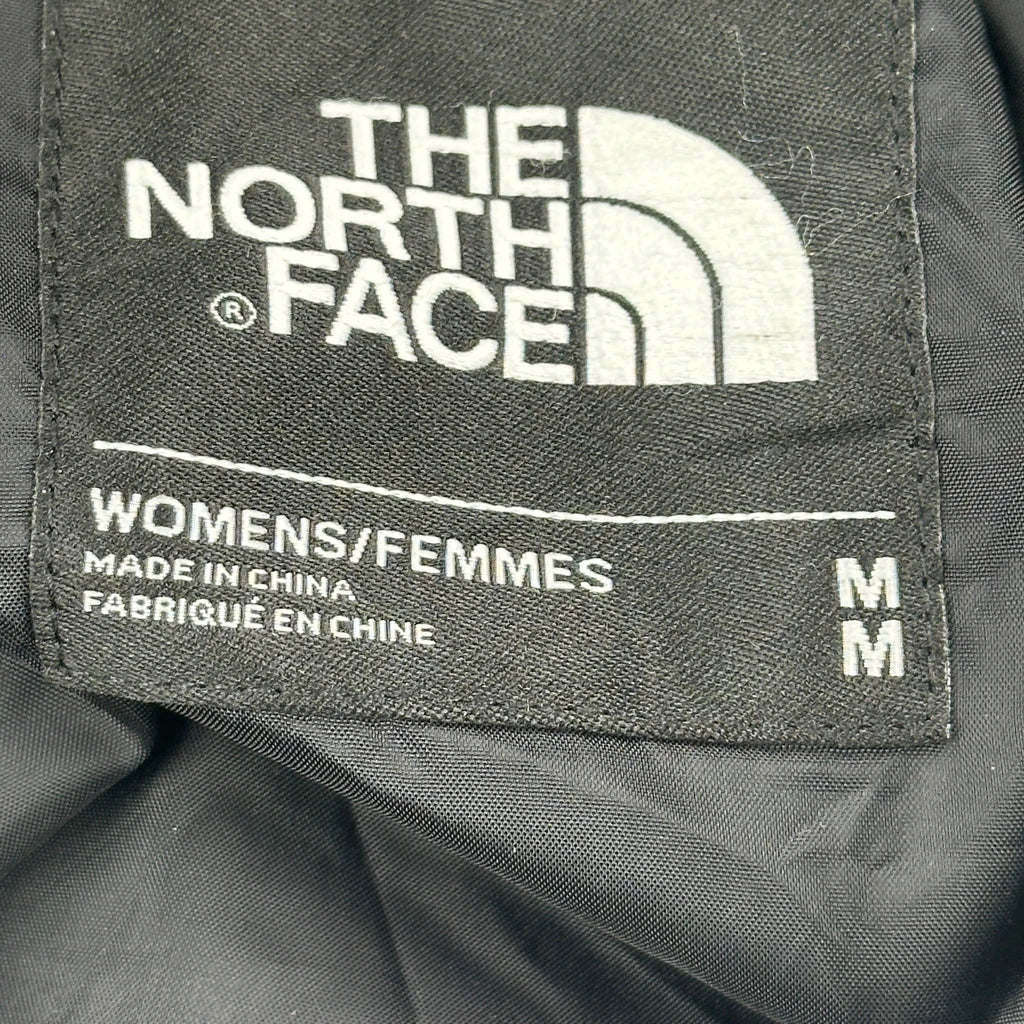 THE
NORTH
® FACE
WOMENS/FEMMES
MADE IN CHINA
FABRIQUÉ EN CHINE
M
M